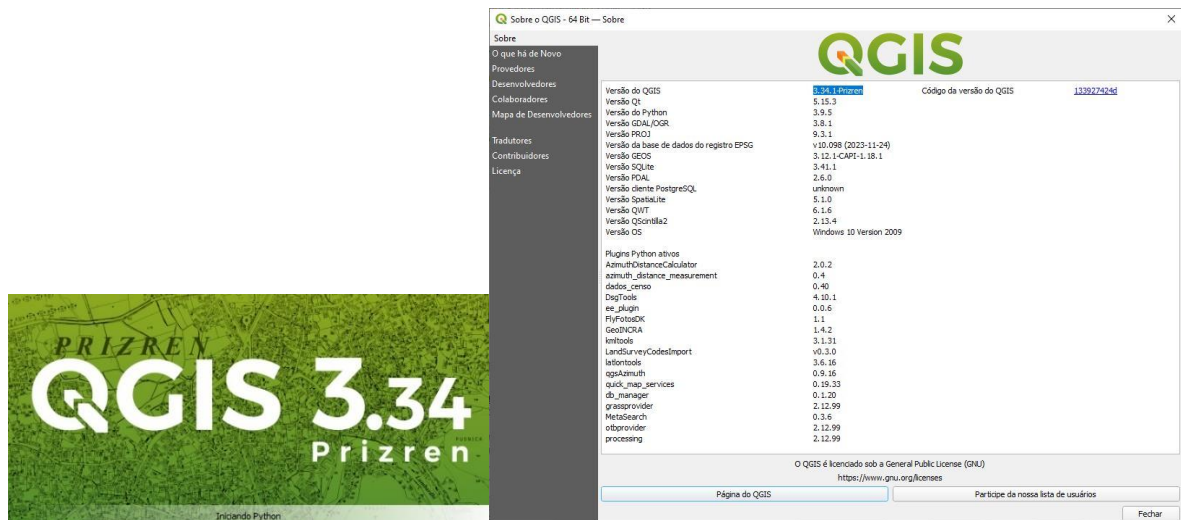 PRIZREN
QGIS 3.34
Prizren
Iniciando Python
Sobre o QGIS - 64 Bit — Sobre
Sobre
O que há de Novo
Provedores
Desenvolvedores
Colaboradores
Mapa de Desenvolvedores
Tradutores
Contribuidores
Licença
QGIS
Versão do QGIS 3.34.1-Prizren Código da versão do QGIS 133927424d
Versão Qt 5.15.3
Versão do Python 3.9.5
Versão GDAL/OGR 3.8.1
Versão PROJ 9.3.1
Versão da base de dados do registro EPSG v10.098 (2023-11-24)
Versão GEOS 3.12.1-CAPI-1.18.1
Versão SQLite 3.41.1
Versão PDAL 2.6.0
Versão cliente PostgreSQL unknown
Versão SpatiaLite 5.1.0
Versão QWT 6.1.6
Versão QScintilla2 2.13.4
Versão OS Windows 10 Version 2009
Plugins Python ativos
AzimuthDistanceCalculator 2.0.2
azimuth_distance_measurement 0.4
dados_censo 0.40
DsgTools 4.10.1
ee_plugin 0.0.6
FlyFotosDK 1.1
GeoINCRA 1.4.2
kmltools 3.1.31
LandSurveyCodesImport v0.3.0
latlontools 3.6.16
qgsAzimuth 0.9.16
quick_map_services 0.19.33
db_manager 0.1.20
grassprovider 2.12.99
MetaSearch 0.3.6
otbprovider 2.12.99
processing 2.12.99
O QGIS é licenciado sob a General Public License (GNU)
https://www.gnu.org/licenses
Página do QGIS Participe da nossa lista de usuários
Fechar